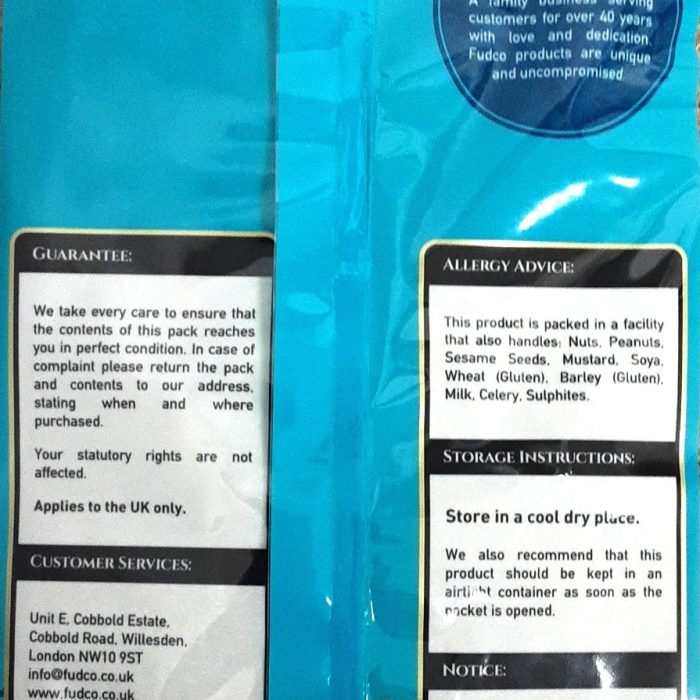 A family business serving
customers for over 40 years
with love and dedication.
Fudco products are unique
and uncompromised.
GUARANTEE:
We take every care to ensure that
the contents of this pack reaches
you in perfect condition. In case of
complaint please return the pack
and contents to our address,
stating when and where
purchased.
Your statutory rights are not
affected.
Applies to the UK only.
CUSTOMER SERVICES:
Unit E, Cobbold Estate,
Cobbold Road, Willesden,
London NW10 9ST
info@fudco.co.uk
www.fudco.co.uk
ALLERGY ADVICE:
This product is packed in a facility
that also handles; Nuts, Peanuts,
Sesame Seeds, Mustard, Soya,
Wheat (Gluten), Barley (Gluten),
Milk, Celery, Sulphites.
STORAGE INSTRUCTIONS:
Store in a cool dry place.
We also recommend that this
product should be kept in an
airtight container as soon as the
packet is opened.
NOTICE: